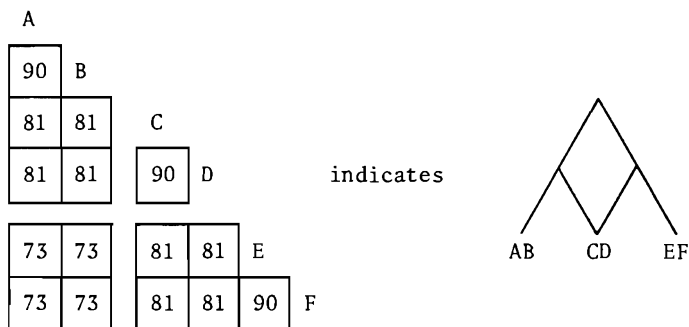 A
90 B
81 81 C
81 81 90 D indicates
73 73 81 81 E AB CD EF
73 73 81 81 90 F